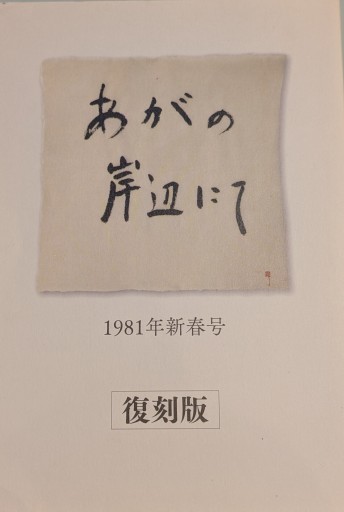 あがの
岸辺にて
1981年新春号
復刻版